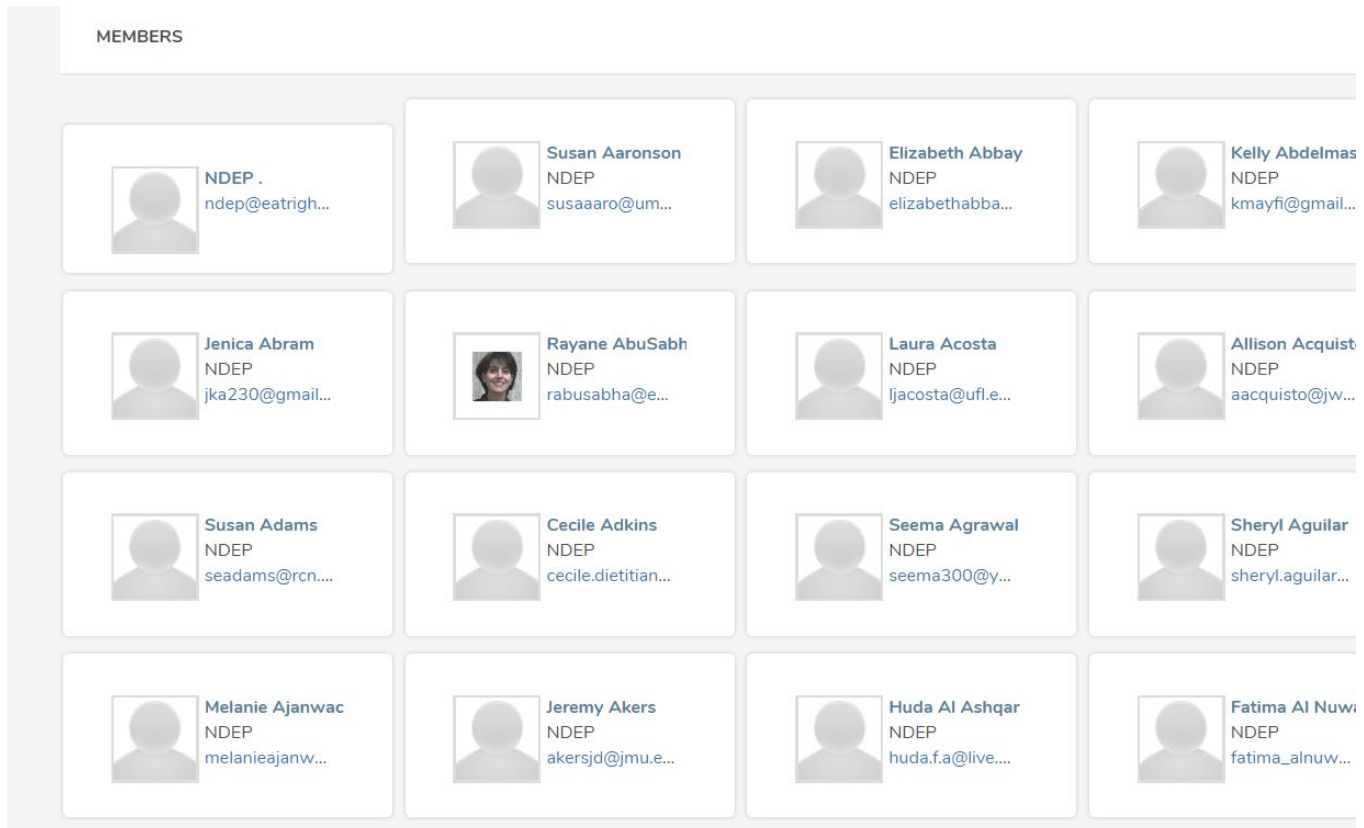 MEMBERS
NDEP .
NDEP
ndep@eatrigh...
Susan Aaronson
NDEP
susaaaro@um...
Elizabeth Abbay
NDEP
elizabethabba...
Kelly Abdelmas
NDEP
kmayfi@gmail...
Jenica Abram
NDEP
jka230@gmail...
Rayane AbuSabh
NDEP
rabusabha@e...
Laura Acosta
NDEP
ljacosta@ufl.e...
Allison Acquisto
NDEP
aacquisto@jw...
Susan Adams
NDEP
seadams@rcn....
Cecile Adkins
NDEP
cecile.dietitian...
Seema Agrawal
NDEP
seema300@y...
Sheryl Aguilar
NDEP
sheryl.aguilar...
Melanie Ajanwac
NDEP
melanieajanw...
Jeremy Akers
NDEP
akersjd@jmu.e...
Huda Al Ashqar
NDEP
huda.f.a@live....
Fatima Al Nuwa
NDEP
fatima_alnuw...